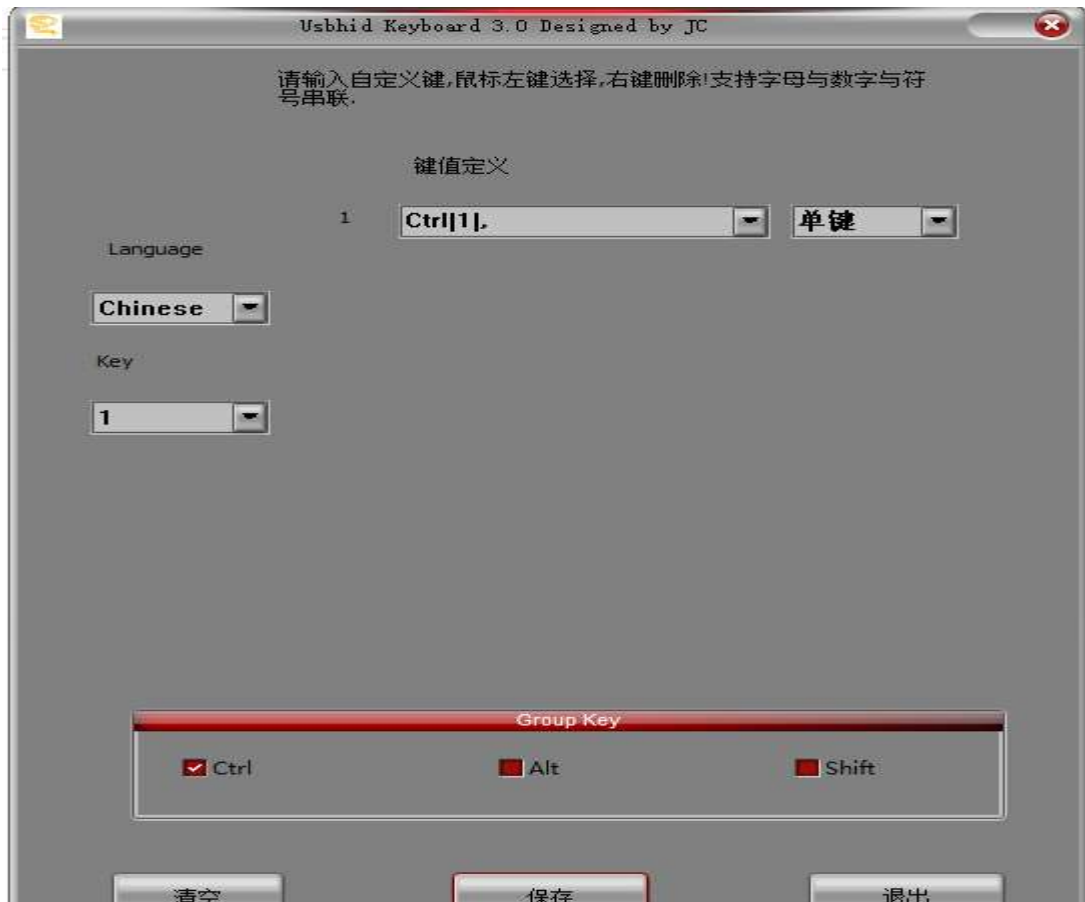 Usbhid Keyboard 3.0 Designed by JC
请输入自定义键,鼠标左键选择,右键删除!支持字母与数字与符
号串联.
键值定义
1 Ctrl[1], 单键
Language
Chinese
Key
1
Group Key
Ctrl Alt Shift
清空 保存 退出